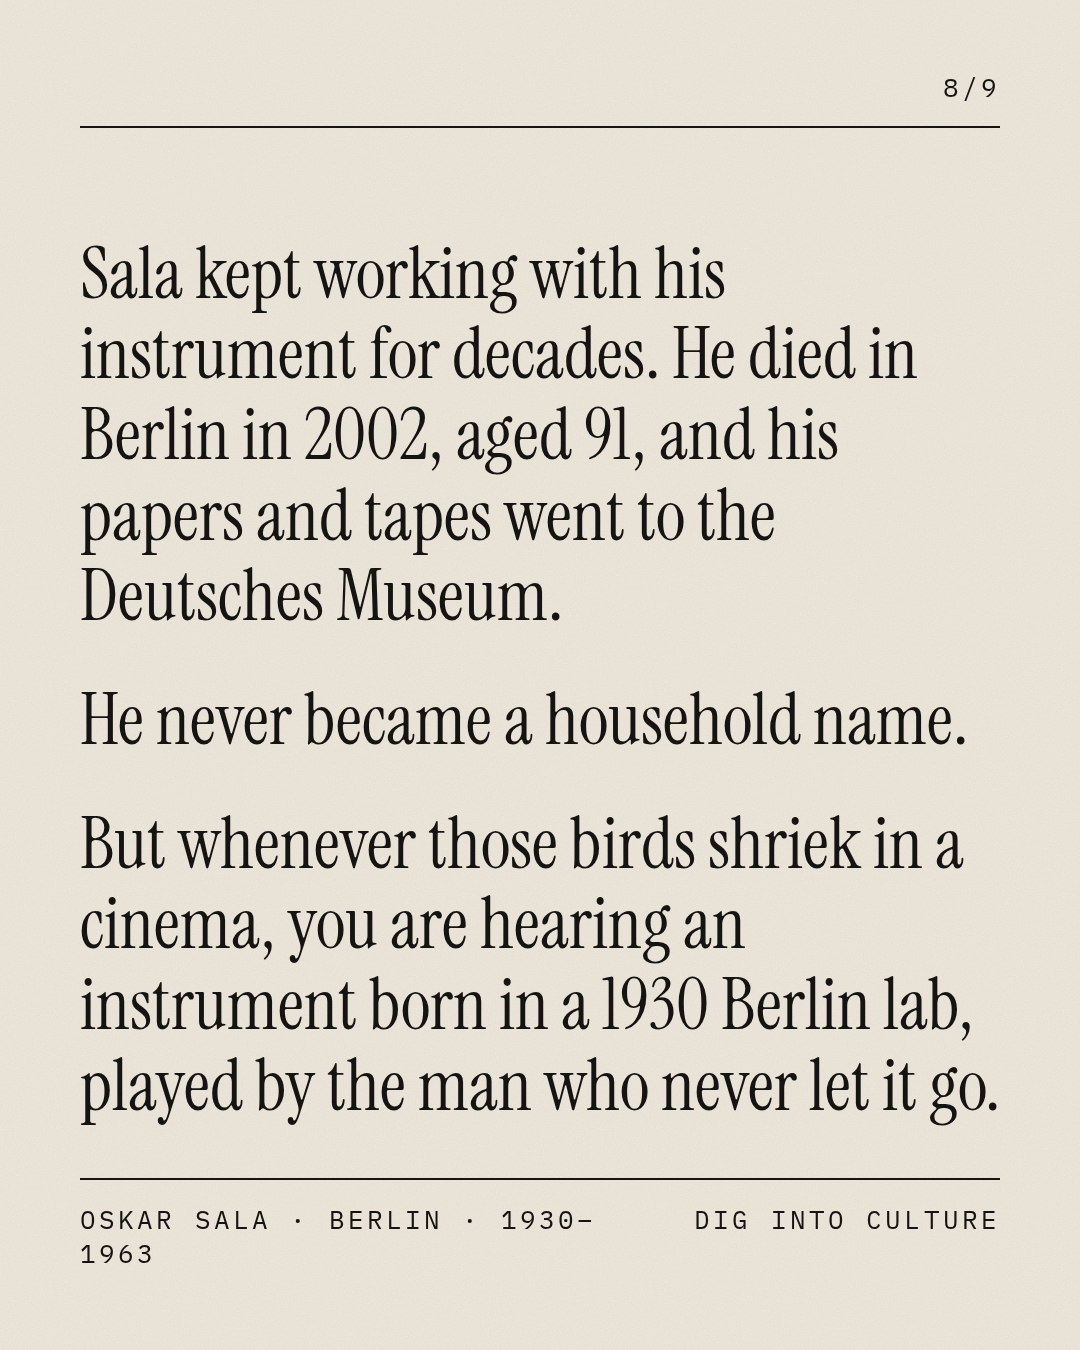 8/9
Sala kept working with his
instrument for decades. He died in
Berlin in 2002, aged 91, and his
papers and tapes went to the
Deutsches Museum.
He never became a household name.
But whenever those birds shriek in a
cinema, you are hearing an
instrument born in a 1930 Berlin lab,
played by the man who never let it go.
OSKAR SALA · BERLIN · 1930–
1963
DIG INTO CULTURE